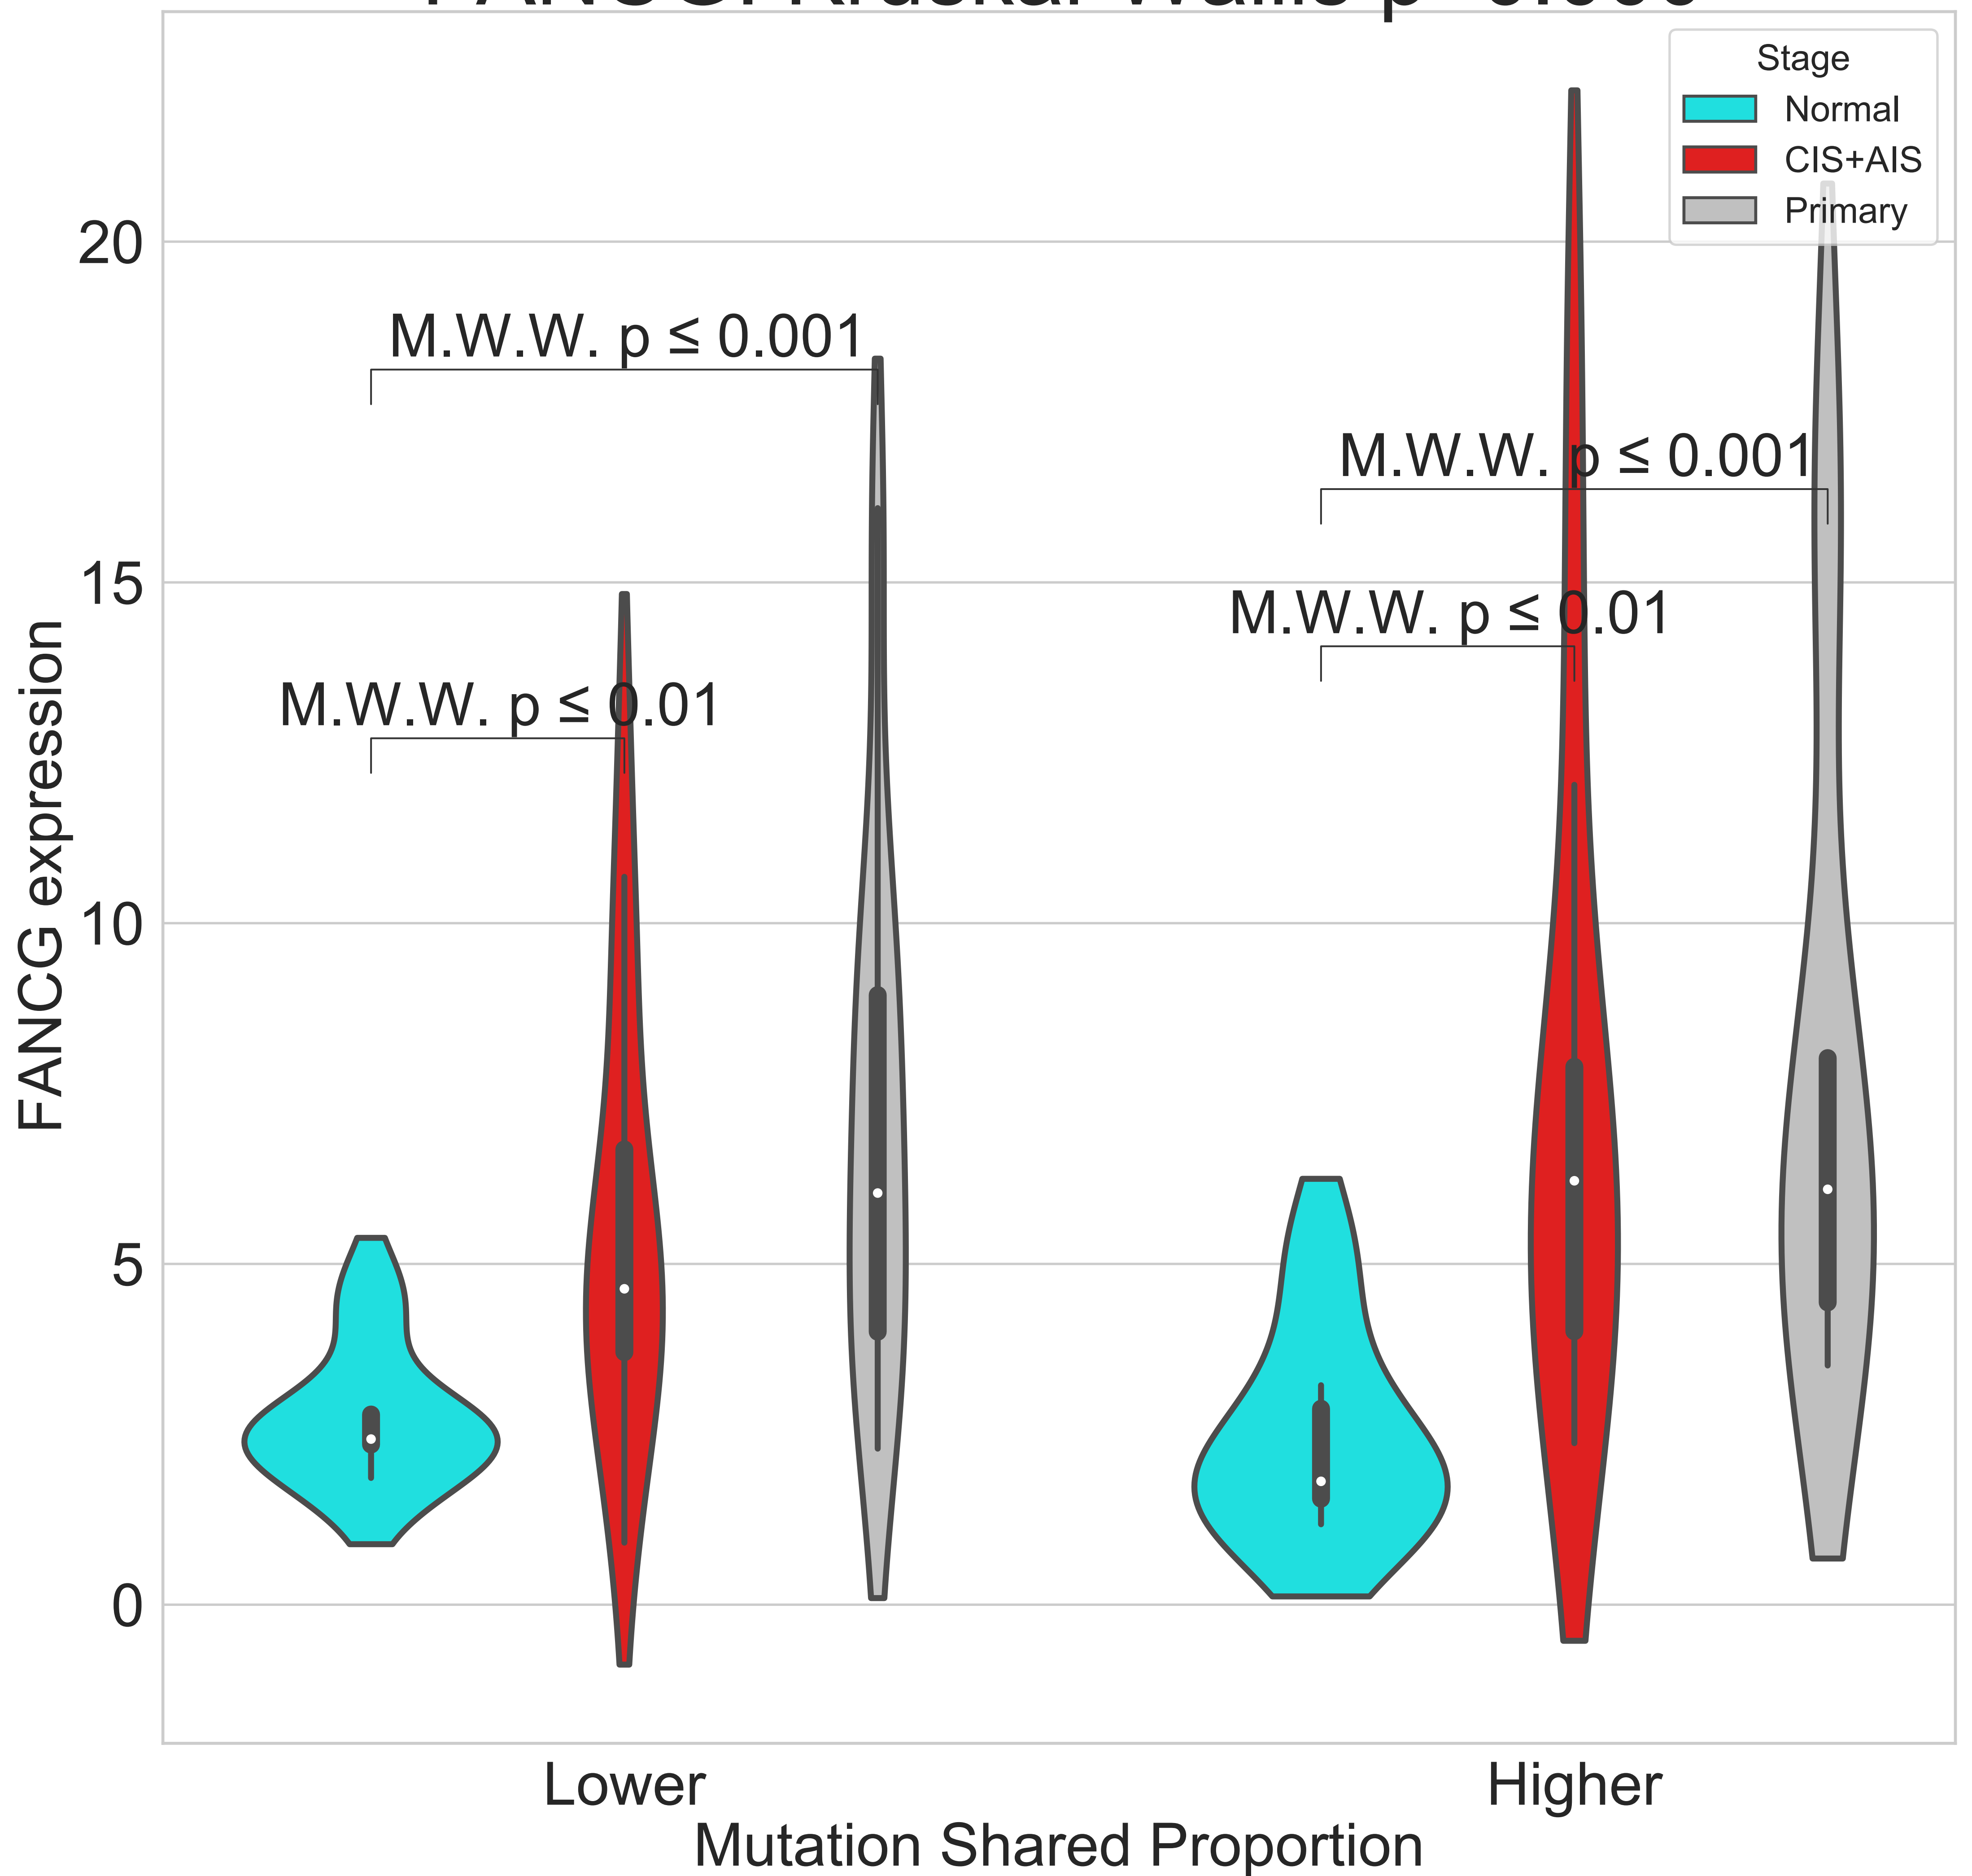 Stage
Normal
CIS+AIS
Primary
20
15
10
5
0
FANCG expression
M.W.W. p ≤ 0.001
M.W.W. p ≤ 0.001
M.W.W. p ≤ 0.01
M.W.W. p ≤ 0.01
Lower
Higher
Mutation Shared Proportion